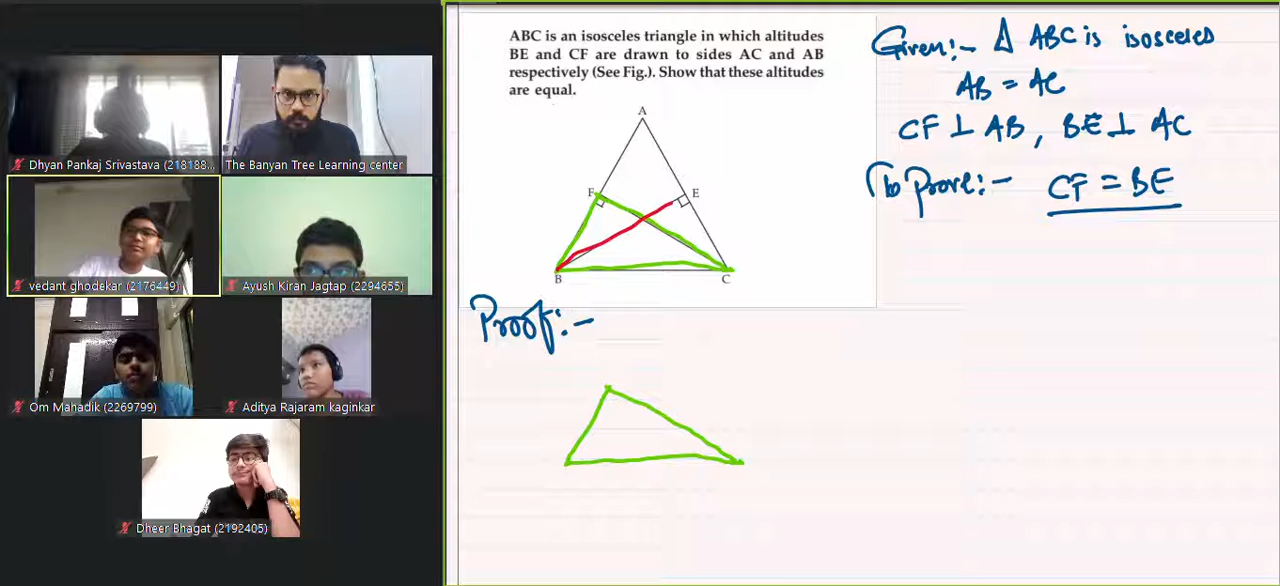 Dhyan Pankaj Srivastava (218188...
The Banyan Tree Learning center
vedant ghodekar (2176449)
Ayush Kiran Jagtap (2294655)
Om Mahadik (2269799)
Aditya Rajaram kaginkar
Dheer Bhagat (2192405)
ABC is an isosceles triangle in which altitudes
BE and CF are drawn to sides AC and AB
respectively (See Fig.). Show that these altitudes
are equal.
A
F
E
B
C
Given:- Δ ABC is isosceles
AB = AC
CF ⊥ AB, BE ⊥ AC
To Prove:- CF = BE
Proof:-